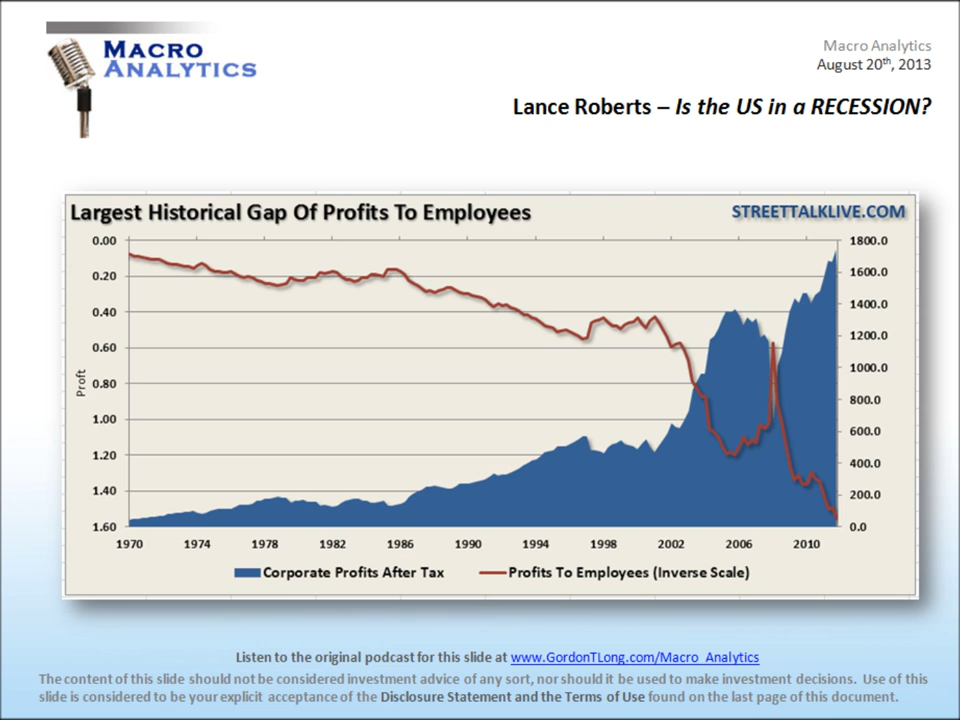 MACRO
ANALYTICS
Macro Analytics
August 20th, 2013
Lance Roberts – Is the US in a RECESSION?
Largest Historical Gap Of Profits To Employees
STREETTALKLIVE.COM
0.00
0.20
0.40
0.60
0.80
1.00
1.20
1.40
1.60
Proft
1800.0
1600.0
1400.0
1200.0
1000.0
800.0
600.0
400.0
200.0
0.0
1970 1974 1978 1982 1986 1990 1994 1998 2002 2006 2010
Corporate Profits After Tax Profits To Employees (Inverse Scale)
Listen to the original podcast for this slide at www.GordonTLong.com/Macro_Analytics
The content of this slide should not be considered investment advice of any sort, nor should it be used to make investment decisions. Use of this
slide is considered to be your explicit acceptance of the Disclosure Statement and the Terms of Use found on the last page of this document.